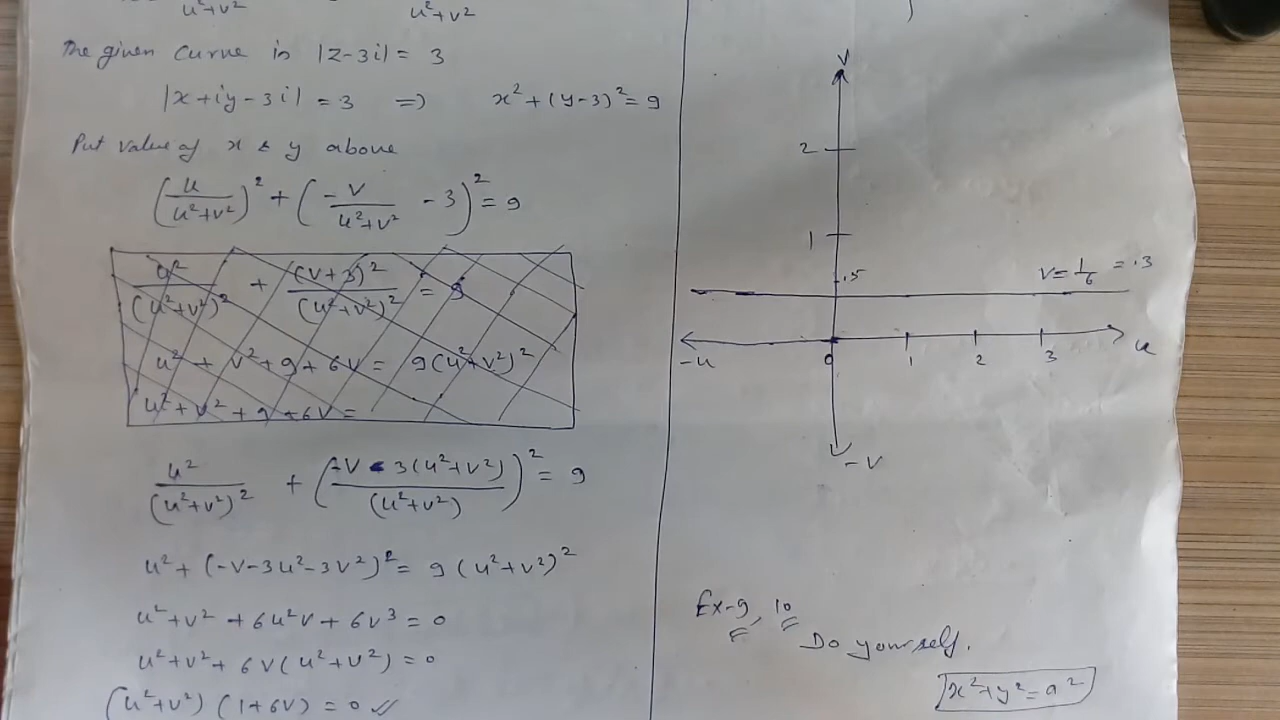 u²+v² u²+v²
The given curve is |z-3i| = 3
|x+iy-3i| = 3 => x²+(y-3)²=9
Put value of x & y above
(u/(u²+v²))² + (-v/(u²+v²) - 3)² = 9
u²/(u²+v²)² + (v+3)²/(u²+v²)² = 9
u² + v²+9+6v = 9(u²+v²)²
u²+v²+9+6v =
u²/(u²+v²)² + ((-v-3(u²+v²))/(u²+v²))² = 9
u²+(-v-3u²-3v²)² = 9(u²+v²)²
u²+v²+6u²v+6v³=0
u²+v²+6v(u²+v²)=0
(u²+v²)(1+6v)=0
v
2
1
.5
v=1/6 = .3
-u 0 1 2 3 u
-v
Ex-9, 10
Do yourself.
x²+y²=a²